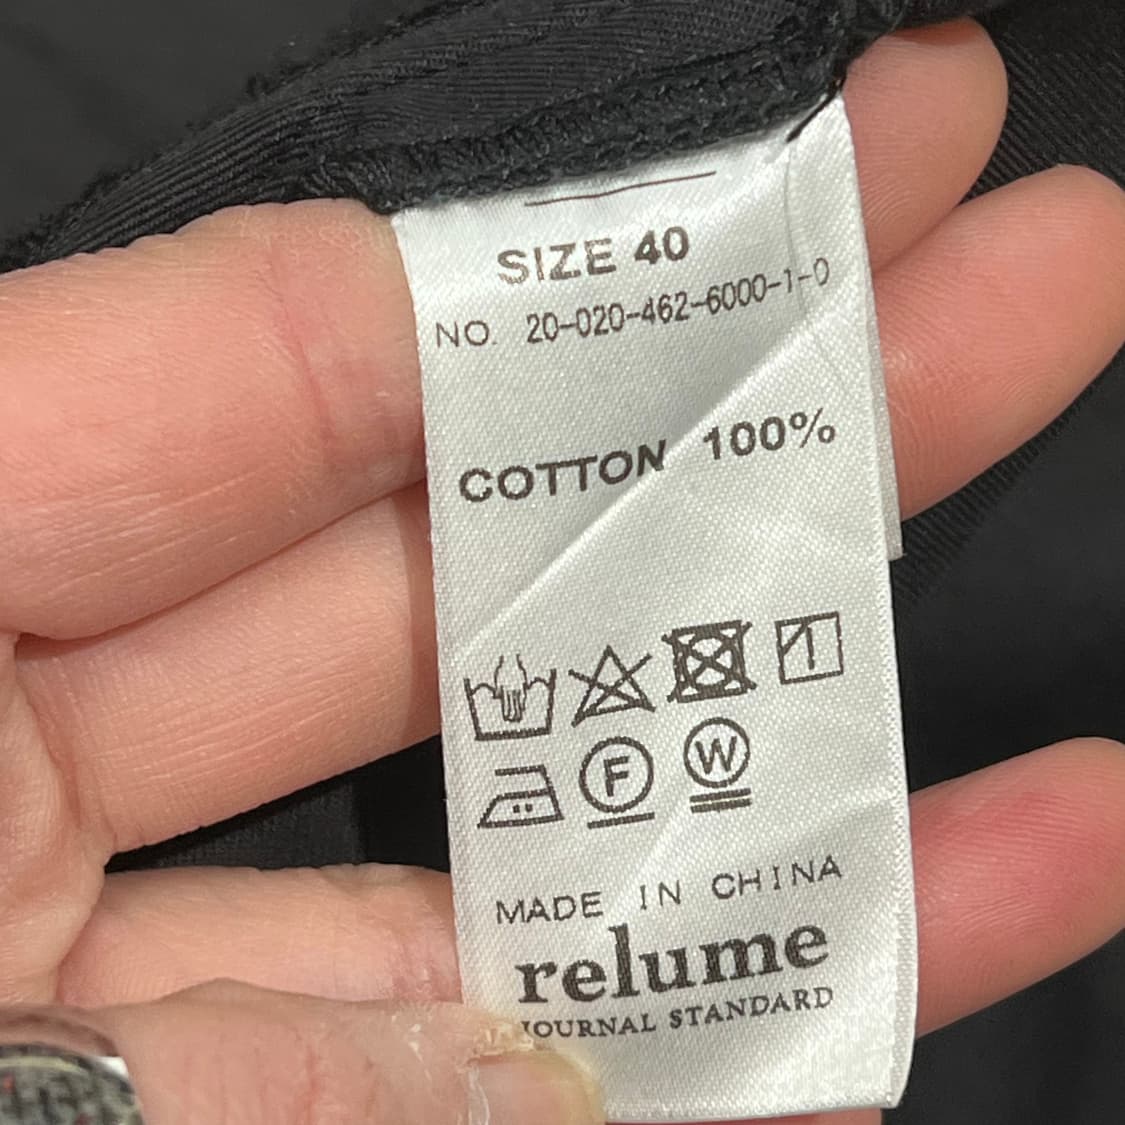 SIZE 40
NO. 20-020-462-6000-1-0
COTTON 100%
F W
MADE IN CHINA
relume
JOURNAL STANDARD